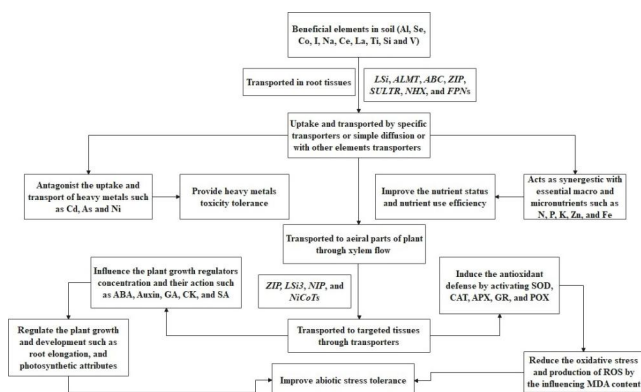 Beneficial elements in soil (Al, Se,
Co, I, Na, Ce, La, Ti, Si and V)
Transported in root tissues
LSi, ALMT, ABC, ZIP,
SULTR, NHX, and FPNs
Uptake and transported by specific
transporters or simple diffusion or
with other elements transporters
Antagonist the uptake and
transport of heavy metals such
as Cd, As and Ni
Provide heavy metals
toxicity tolerance
Improve the nutrient status
and nutrient use efficiency
Acts as synergestic with
essential macro and
micronutrients such as
N, P, K, Zn, and Fe
Transported to aeiral parts of plant
through xylem flow
Influence the plant growth regulators
concentration and their action such
as ABA, Auxin, GA, CK, and SA
ZIP, LSi3, NIP, and
NiCoTs
Induce the antioxidant
defense by activating SOD,
CAT, APX, GR, and POX
Transported to targeted tissues
through transporters
Regulate the plant growth
and development such as
root elongation, and
photosynthetic attributes
Improve abiotic stress tolerance
Reduce the oxidative stress
and production of ROS by
the influencing MDA content